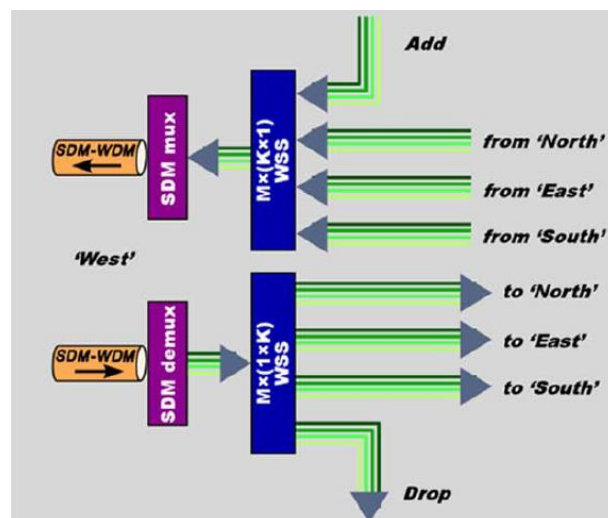 Add
SDM-WDM
SDM mux
M×(K×1)
WSS
from ‘North’
from ‘East’
from ‘South’
‘West’
SDM-WDM
SDM demux
M×(1×K)
WSS
to ‘North’
to ‘East’
to ‘South’
Drop